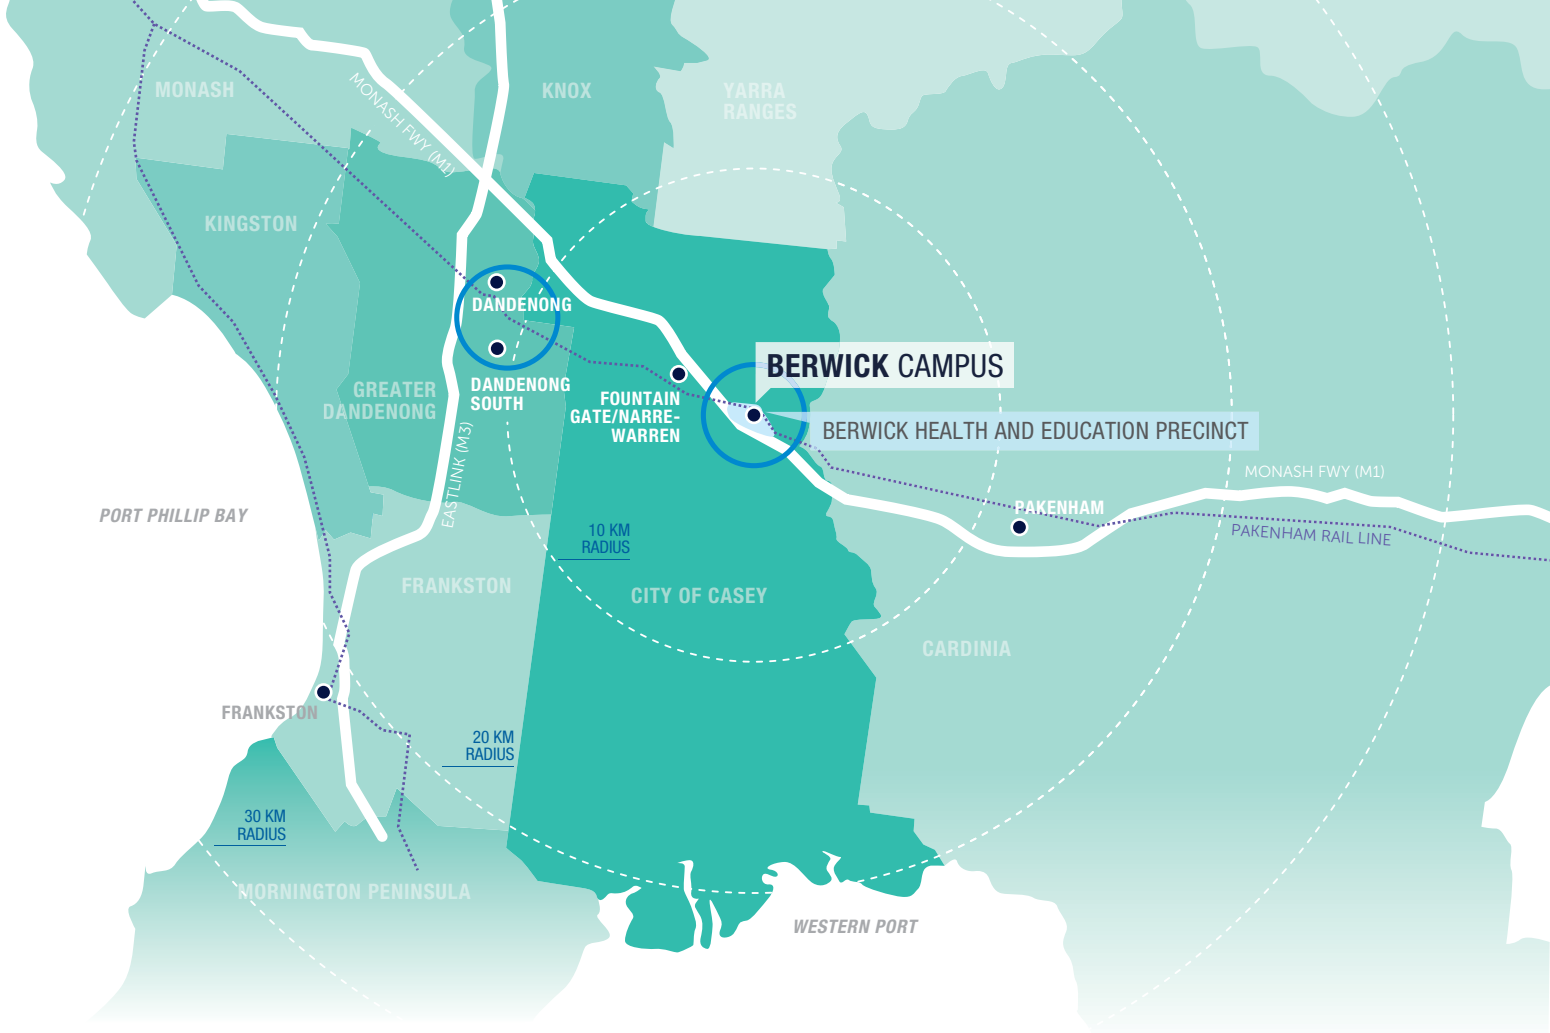 MONASH
MONASH FWY (M1)
KNOX
YARRA
RANGES
KINGSTON
DANDENONG
GREATER
DANDENONG
DANDENONG
SOUTH
FOUNTAIN
GATE/NARRE-
WARREN
BERWICK CAMPUS
BERWICK HEALTH AND EDUCATION PRECINCT
EASTLINK (M3)
MONASH FWY (M1)
PAKENHAM
PAKENHAM RAIL LINE
PORT PHILLIP BAY
10 KM
RADIUS
FRANKSTON
CITY OF CASEY
CARDINIA
FRANKSTON
20 KM
RADIUS
30 KM
RADIUS
MORNINGTON PENINSULA
WESTERN PORT